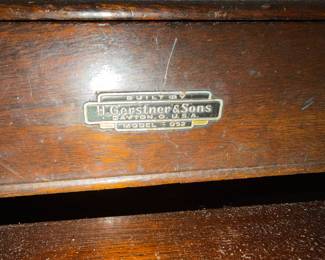 BUILT BY
H. Gerstner & Sons
DAYTON, O. U.S.A.
MODEL - 052